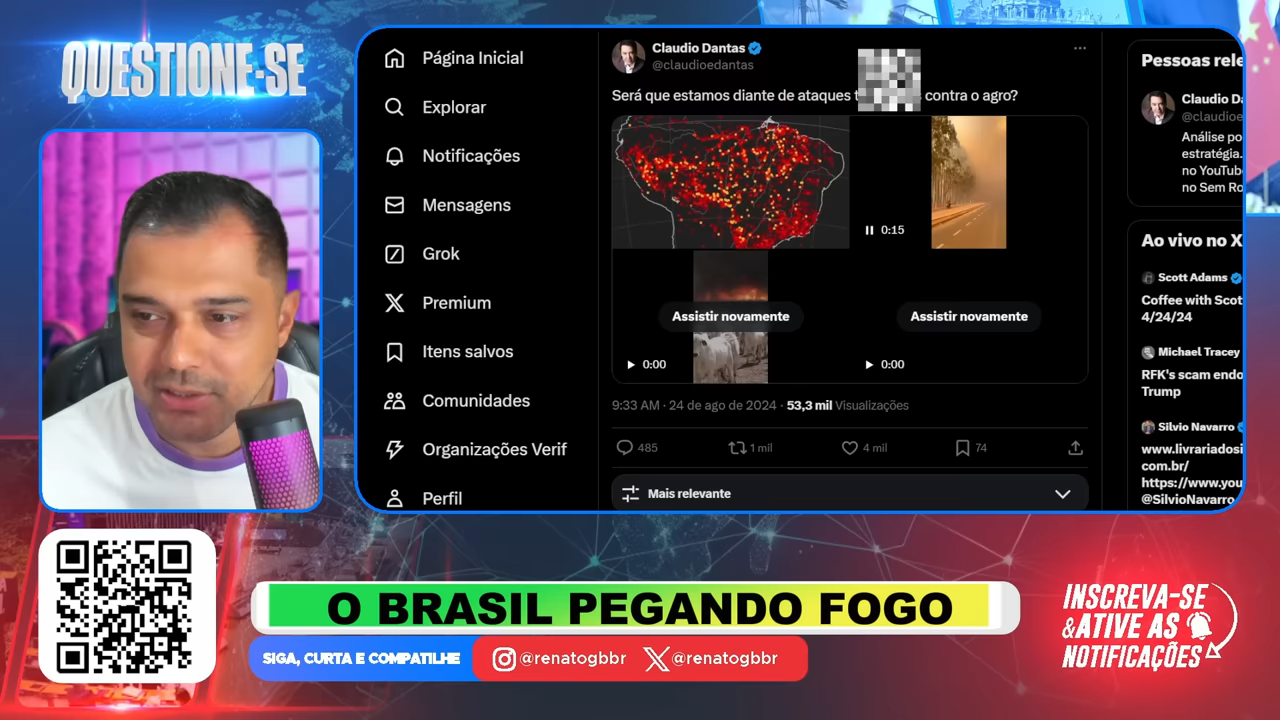 QUESTIONE-SE
Página Inicial
Explorar
Notificações
Mensagens
Grok
Premium
Itens salvos
Comunidades
Organizações Verif
Perfil
Claudio Dantas
@claudioedantas
Será que estamos diante de ataques t contra o agro?
0:15
Assistir novamente
Assistir novamente
0:00
0:00
9:33 AM · 24 de ago de 2024 · 53,3 mil Visualizações
485
1 mil
4 mil
74
Mais relevante
Pessoas rele
Claudio Da
@claudioe
Análise po
estratégia.
no YouTub
no Sem Ro
Ao vivo no X
Scott Adams
Coffee with Scot
4/24/24
Michael Tracey
RFK's scam endo
Trump
Silvio Navarro
www.livrariadosi
com.br/
https://www.you
@SilvioNavarro
O BRASIL PEGANDO FOGO
SIGA, CURTA E COMPATILHE
@renatogbbr
@renatogbbr
INSCREVA-SE
&ATIVE AS
NOTIFICAÇÕES